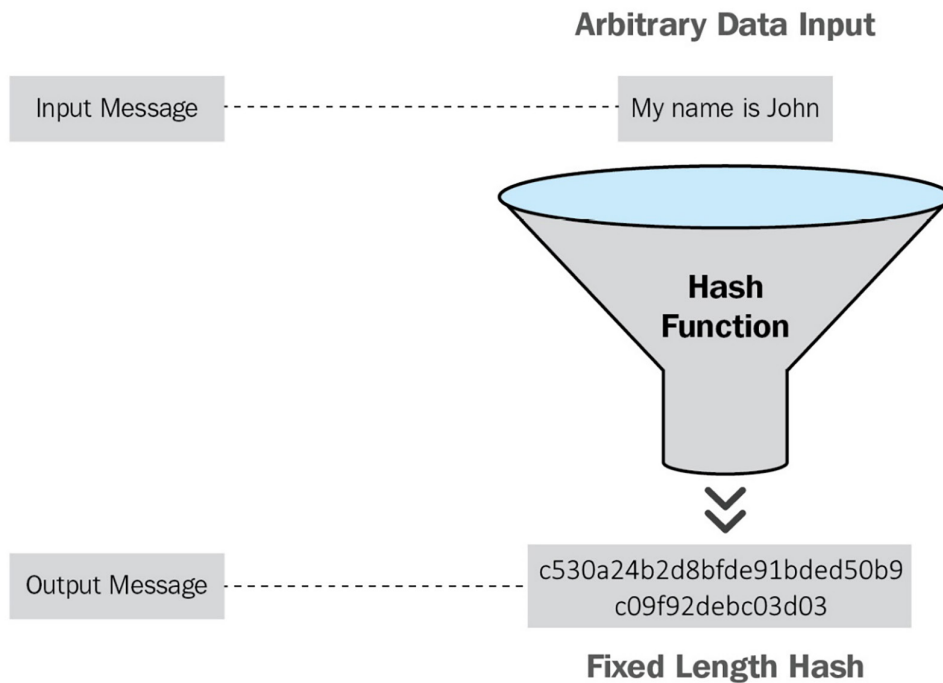 Arbitrary Data Input
Input Message
My name is John
Hash
Function
Output Message
c530a24b2d8bfde91bded50b9
c09f92debc03d03
Fixed Length Hash